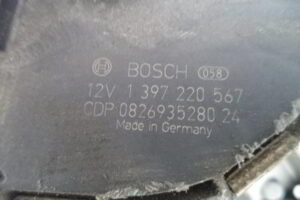 BOSCH 058
12V 1 397 220 567
CDP:0826935280 24
Made in Germany